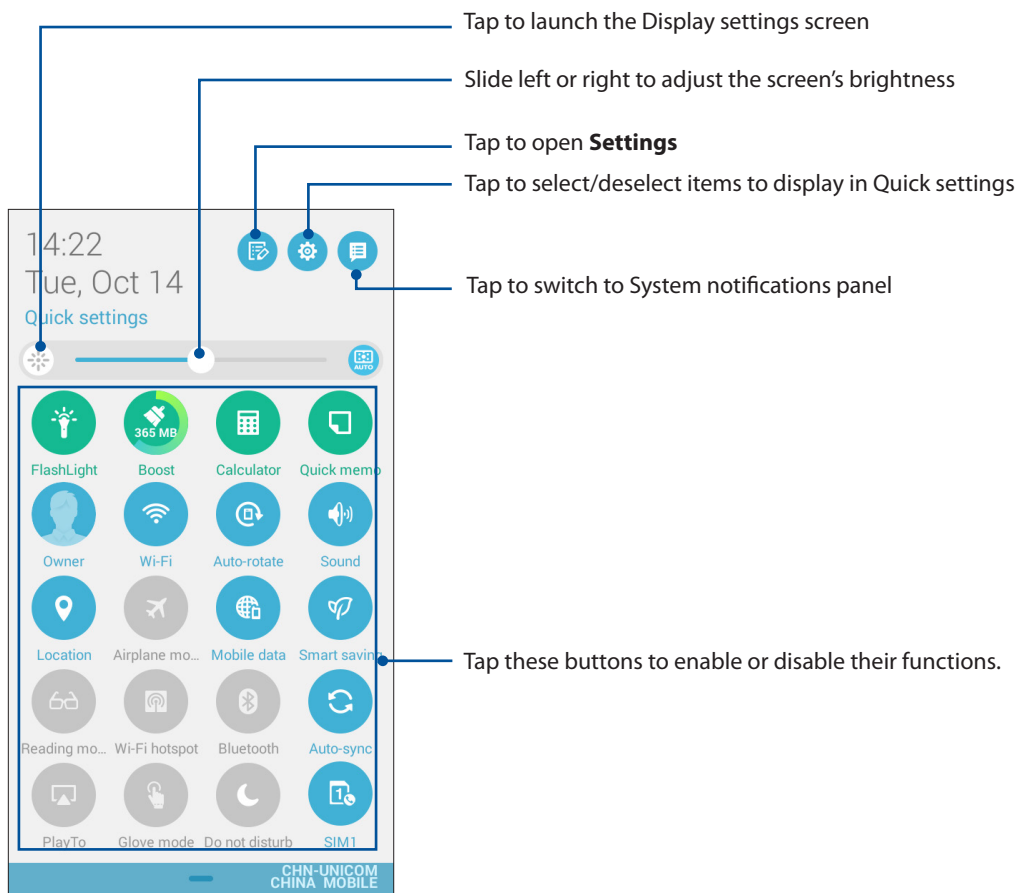 Tap to launch the Display settings screen
Slide left or right to adjust the screen’s brightness
Tap to open Settings
Tap to select/deselect items to display in Quick settings
14:22
Tue, Oct 14
Quick settings
Tap to switch to System notifications panel
AUTO
365 MB
FlashLight Boost Calculator Quick memo
Owner Wi-Fi Auto-rotate Sound
Location Airplane mo... Mobile data Smart saving
Tap these buttons to enable or disable their functions.
Reading mo... Wi-Fi hotspot Bluetooth Auto-sync
1
PlayTo Glove mode Do not disturb SIM1
CHN-UNICOM
CHINA MOBILE